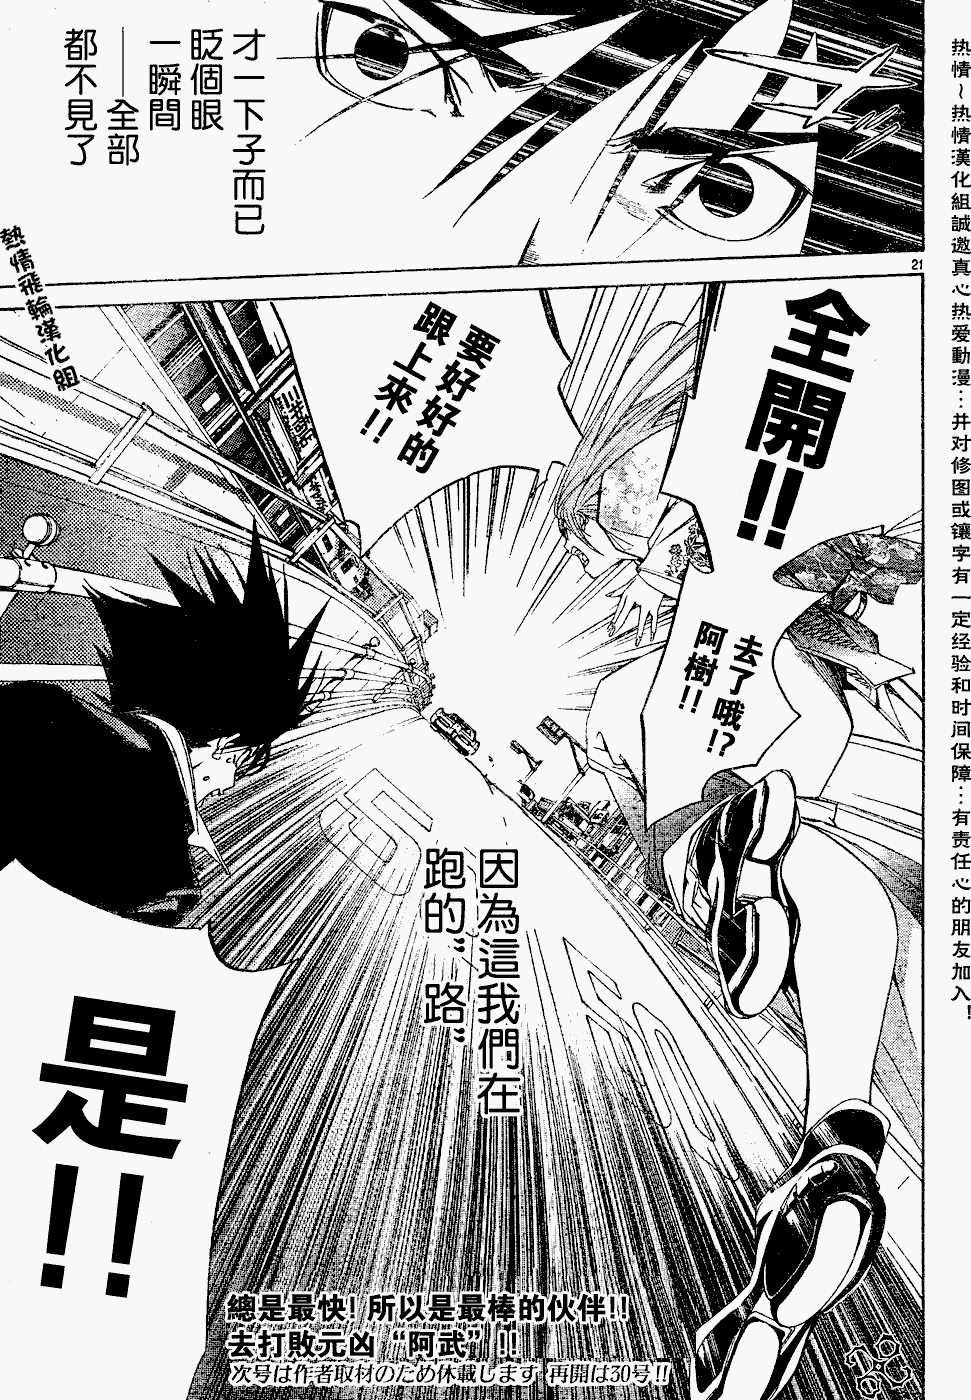 才一下子而已
眨個眼
一瞬間
——全部
都不見了
21
熱情飛輪漢化組
热情~热情漢化組誠邀真心热爱動漫…并对修图或镶字有一定经验和时间保障…有责任心的朋友加入!
全開!!
要好好的
跟上來!!
去了哦!?
阿樹!!
因為這我們在
跑的”路”
是!!
總是最快! 所以是最棒的伙伴!!
去打敗元凶“阿武”!!
次号は作者取材のため休載します 再開は30号!!